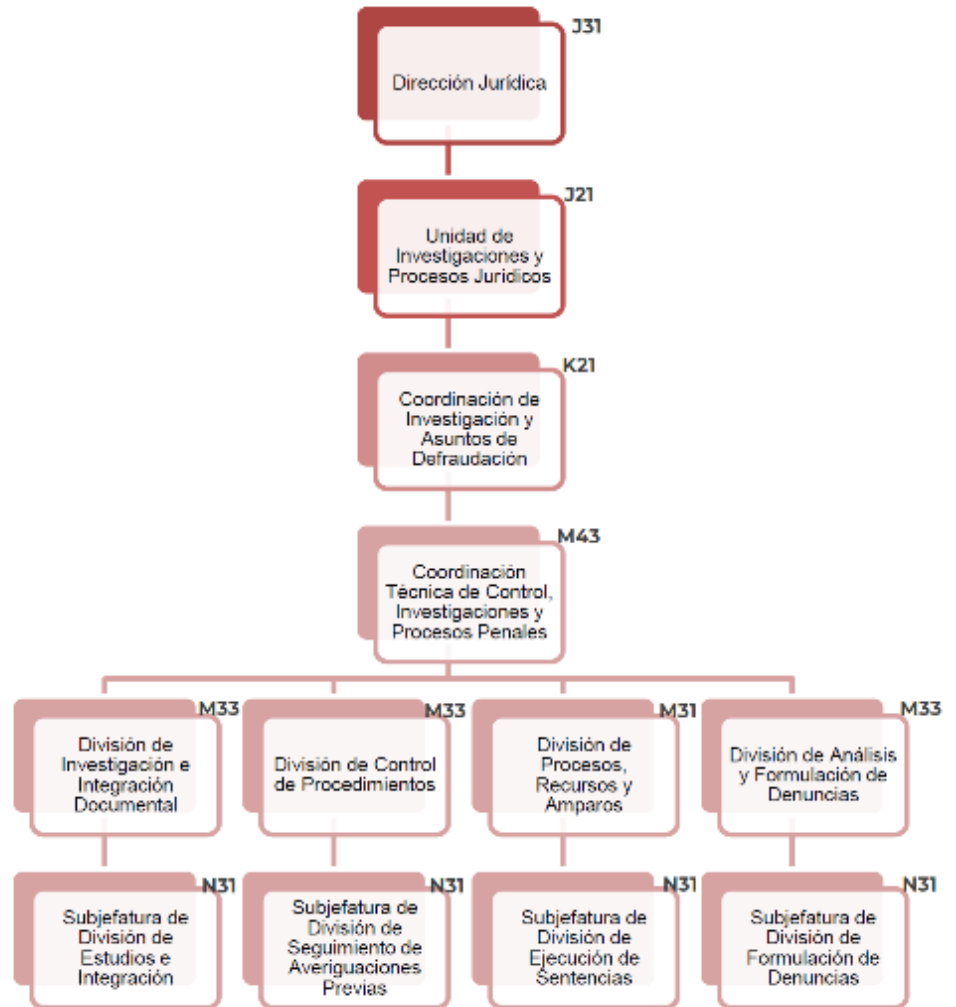 J31
Dirección Jurídica
J21
Unidad de
Investigaciones y
Procesos Jurídicos
K21
Coordinación de
Investigación y
Asuntos de
Defraudación
M43
Coordinación
Técnica de Control,
Investigaciones y
Procesos Penales
M33
División de
Investigación e
Integración
Documental
M33
División de Control
de Procedimientos
M31
División de
Procesos,
Recursos y
Amparos
M33
División de Análisis
y Formulación de
Denuncias
N31
Subjefatura de
División de
Estudios e
Integración
N31
Subjefatura de
División de
Seguimiento de
Averiguaciones
Previas
N31
Subjefatura de
División de
Ejecución de
Sentencias
N31
Subjefatura de
División de
Formulación de
Denuncias